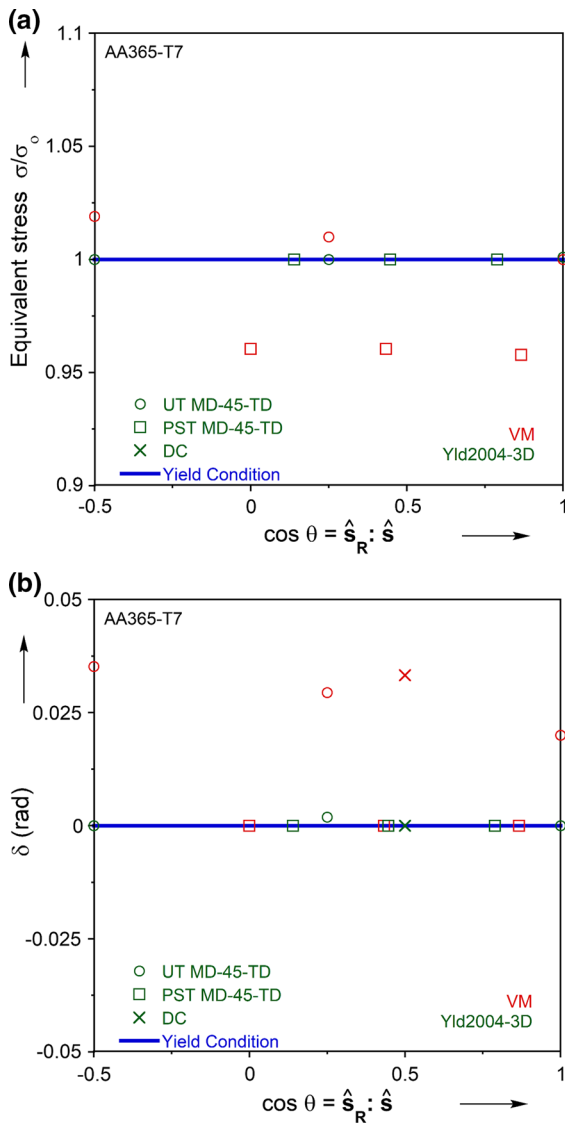 (a)
1.1
AA365-T7
1.05
Equivalent stress σ/σ₀
1
0.95
UT MD-45-TD
PST MD-45-TD
DC
Yield Condition
VM
Yld2004-3D
0.9
-0.5
0
0.5
1
cos θ = ŝ_R: ŝ
(b)
0.05
AA365-T7
0.025
δ (rad)
0
-0.025
UT MD-45-TD
PST MD-45-TD
DC
Yield Condition
VM
Yld2004-3D
-0.05
-0.5
0
0.5
1
cos θ = ŝ_R: ŝ